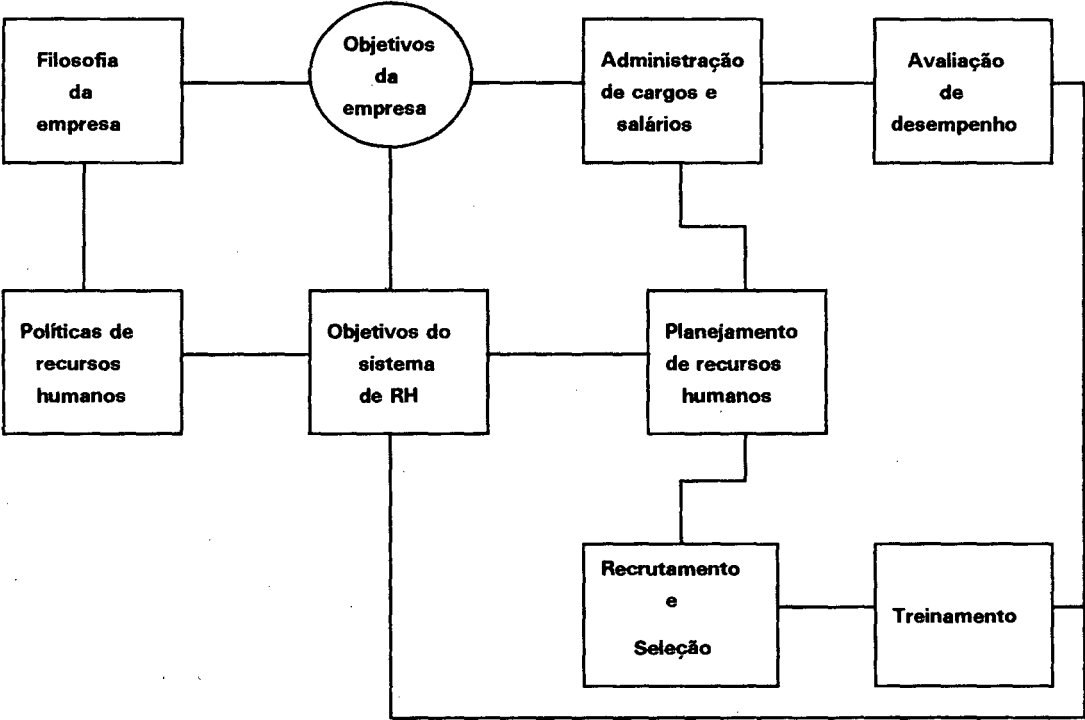 Filosofia
da
empresa
Objetivos
da
empresa
Administração
de cargos e
salários
Avaliação
de
desempenho
Políticas de
recursos
humanos
Objetivos do
sistema
de RH
Planejamento
de recursos
humanos
Recrutamento
e
Seleção
Treinamento